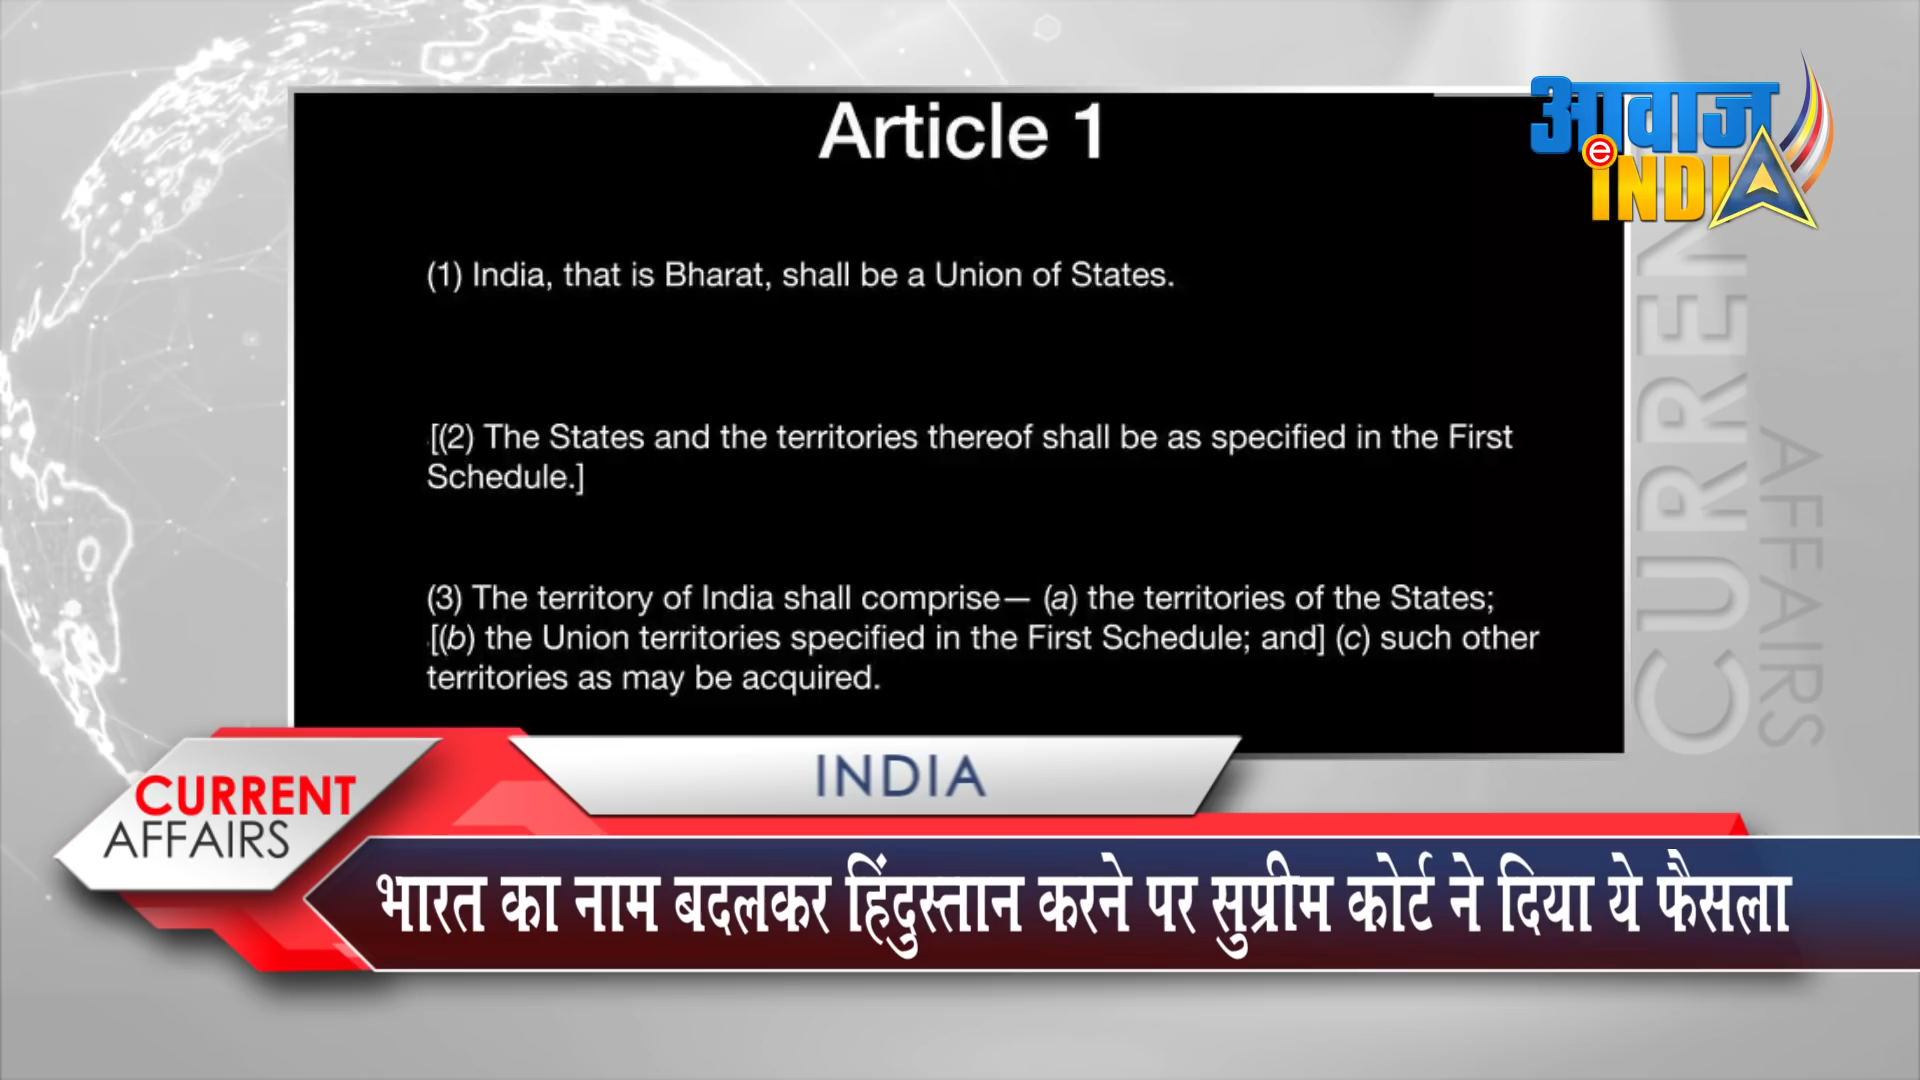 Article 1
आवाज
e
INDIA
(1) India, that is Bharat, shall be a Union of States.
[(2) The States and the territories thereof shall be as specified in the First
Schedule.]
(3) The territory of India shall comprise— (a) the territories of the States;
[(b) the Union territories specified in the First Schedule; and] (c) such other
territories as may be acquired.
CURRENT
AFFAIRS
INDIA
CURRENT
AFFAIRS
भारत का नाम बदलकर हिंदुस्तान करने पर सुप्रीम कोर्ट ने दिया ये फैसला